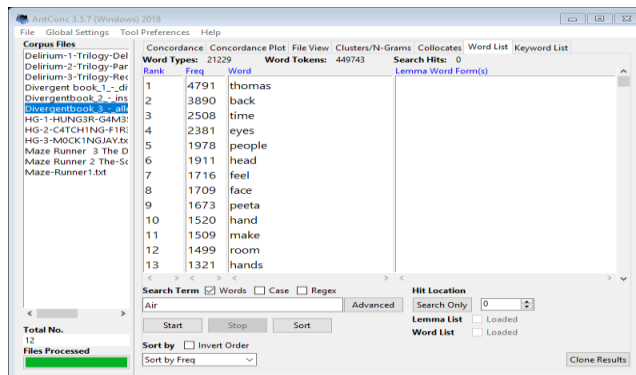 AntConc 3.5.7 (Windows) 2018
File Global Settings Tool Preferences Help
Corpus Files
Delirium-1-Trilogy-Del
Delirium-2-Trilogy-Par
Delirium-3-Trilogy-Rec
Divergent book_1_-_di
Divergentbook_2_-_ins
Divergentbook_3_-_alle
HG-1-HUNG3R-G4M3
HG-2-C4TCH1NG-F1R
HG-3-M0CK1NGJAY.tx
Maze Runner 3 The D
Maze Runner 2 The-Sc
Maze-Runner1.txt
Total No.
12
Files Processed
Concordance Concordance Plot File View Clusters/N-Grams Collocates Word List Keyword List
Word Types: 21229 Word Tokens: 449743 Search Hits: 0
Rank Freq Word Lemma Word Form(s)
1 4791 thomas
2 3890 back
3 2508 time
4 2381 eyes
5 1978 people
6 1911 head
7 1716 feel
8 1709 face
9 1673 peeta
10 1520 hand
11 1509 make
12 1499 room
13 1321 hands
Search Term Words Case Regex Hit Location
Air Advanced Search Only 0
Start Stop Sort Lemma List Loaded
Word List Loaded
Sort by Invert Order
Sort by Freq Clone Results